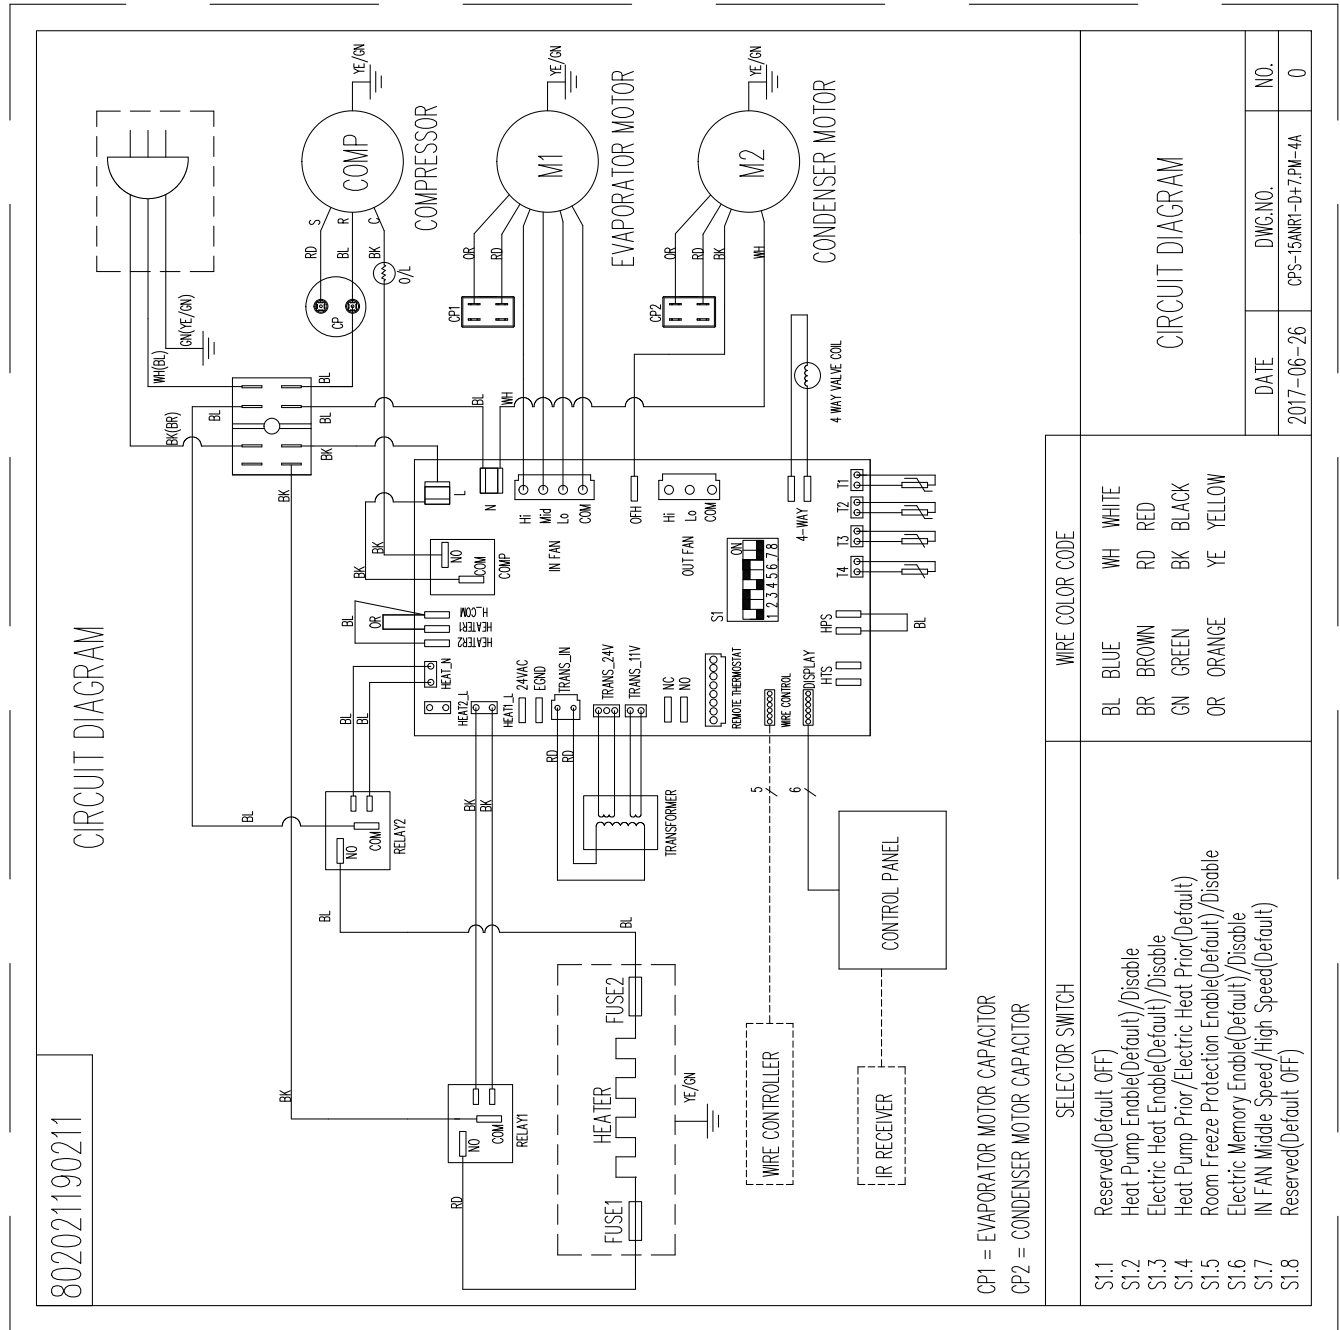 802021190211
CIRCUIT DIAGRAM
GN(YE/GN)
WH(BL)
BK(BR)
BL
BL
BL
BK
BK
BK
BL
BL
BL
BL
BK
RD
BL
BK
S
R
C
CP
O/L
COMP
YE/GN
COMPRESSOR
CP1
OR
RD
M1
YE/GN
EVAPORATOR MOTOR
CP2
OR
RD
BK
WH
M2
YE/GN
CONDENSER MOTOR
BL
WH
4 WAY VALVE COIL
L
N
BK
BK
NO
COM
COMP
Hi
Mid
Lo
COM
IN FAN
OFH
Hi
Lo
COM
OUT FAN
4-WAY
S1
ON
1 2 3 4 5 6 7 8
T4
T3
T2
T1
BL
OR
HEATER2
HEATER1
H_COM
HEAT_N
HEAT2_L
HEAT1_L
24VAC
EGND
TRANS_IN
TRANS_24V
TRANS_11V
NC
NO
REMOTE THERMOSTAT
WIRE CONTROL
DISPLAY
HTS
HPS
BL
NO
COM
RELAY2
BK
BK
RD
RD
TRANSFORMER
5
6
NO
COM
RELAY1
RD
BL
FUSE1
HEATER
FUSE2
YE/GN
WIRE CONTROLLER
IR RECEIVER
CONTROL PANEL
CP1 = EVAPORATOR MOTOR CAPACITOR
CP2 = CONDENSER MOTOR CAPACITOR
SELECTOR SWITCH
S1.1 Reserved(Default OFF)
S1.2 Heat Pump Enable(Default)/Disable
S1.3 Electric Heat Enable(Default)/Disable
S1.4 Heat Pump Prior/Electric Heat Prior(Default)
S1.5 Room Freeze Protection Enable(Default)/Disable
S1.6 Electric Memory Enable(Default)/Disable
S1.7 IN FAN Middle Speed/High Speed(Default)
S1.8 Reserved(Default OFF)
WIRE COLOR CODE
BL BLUE WH WHITE
BR BROWN RD RED
GN GREEN BK BLACK
OR ORANGE YE YELLOW
CIRCUIT DIAGRAM
DATE DWG.NO. NO.
2017-06-26 CPS-15ANR1-D+7.PM-4A 0